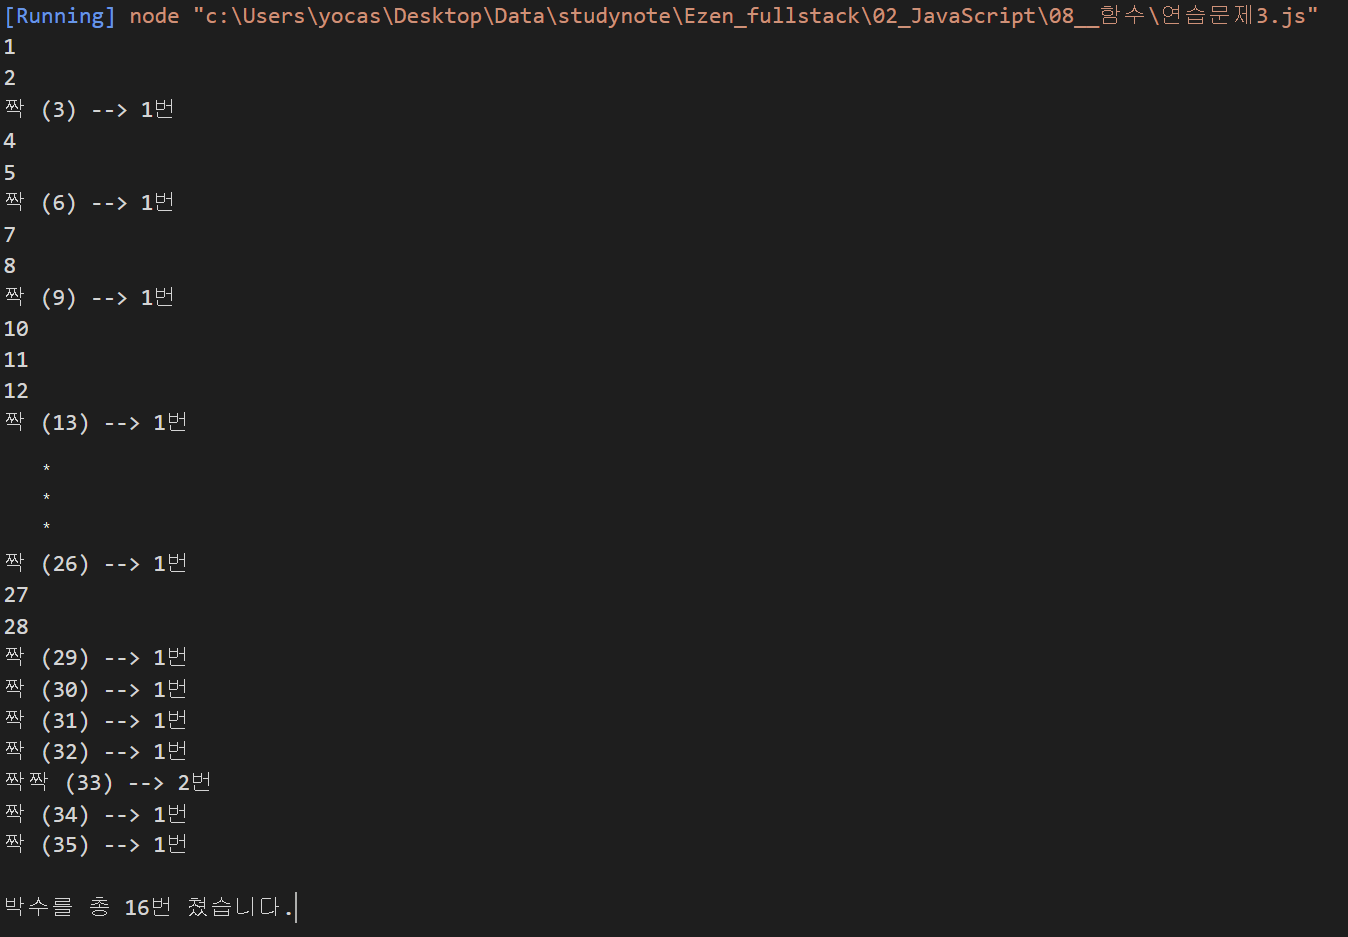 [Running] node "c:\Users\yocas\Desktop\Data\studynote\Ezen_fullstack\02_JavaScript\08__함수\연습문제3.js"
1
2
짝 (3) --> 1번
4
5
짝 (6) --> 1번
7
8
짝 (9) --> 1번
10
11
12
짝 (13) --> 1번
*
*
*
짝 (26) --> 1번
27
28
짝 (29) --> 1번
짝 (30) --> 1번
짝 (31) --> 1번
짝 (32) --> 1번
짝짝 (33) --> 2번
짝 (34) --> 1번
짝 (35) --> 1번
박수를 총 16번 쳤습니다.